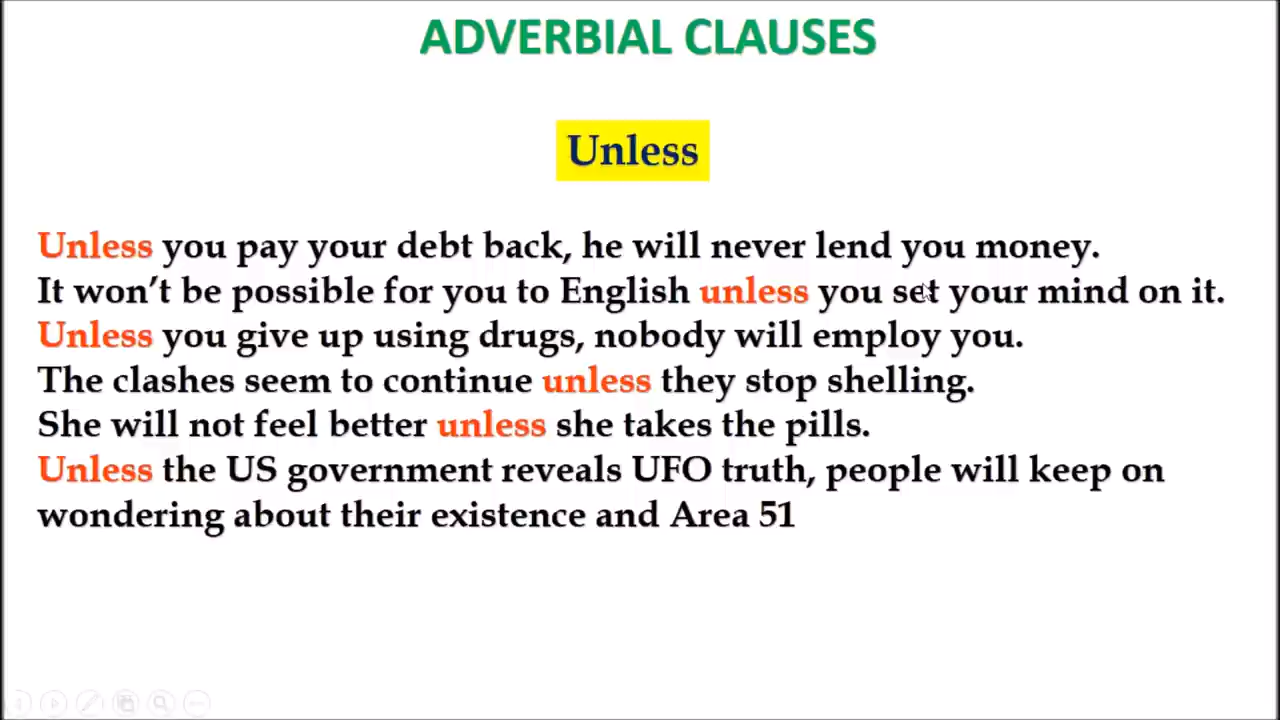 ADVERBIAL CLAUSES
Unless
Unless you pay your debt back, he will never lend you money.
It won’t be possible for you to English unless you set your mind on it.
Unless you give up using drugs, nobody will employ you.
The clashes seem to continue unless they stop shelling.
She will not feel better unless she takes the pills.
Unless the US government reveals UFO truth, people will keep on
wondering about their existence and Area 51